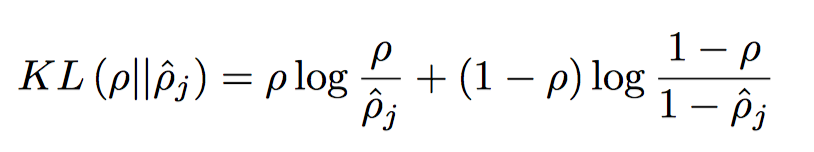 KL (ρ||ρ̂ⱼ) = ρ log ρ/ρ̂ⱼ + (1 − ρ) log (1 − ρ)/(1 − ρ̂ⱼ)